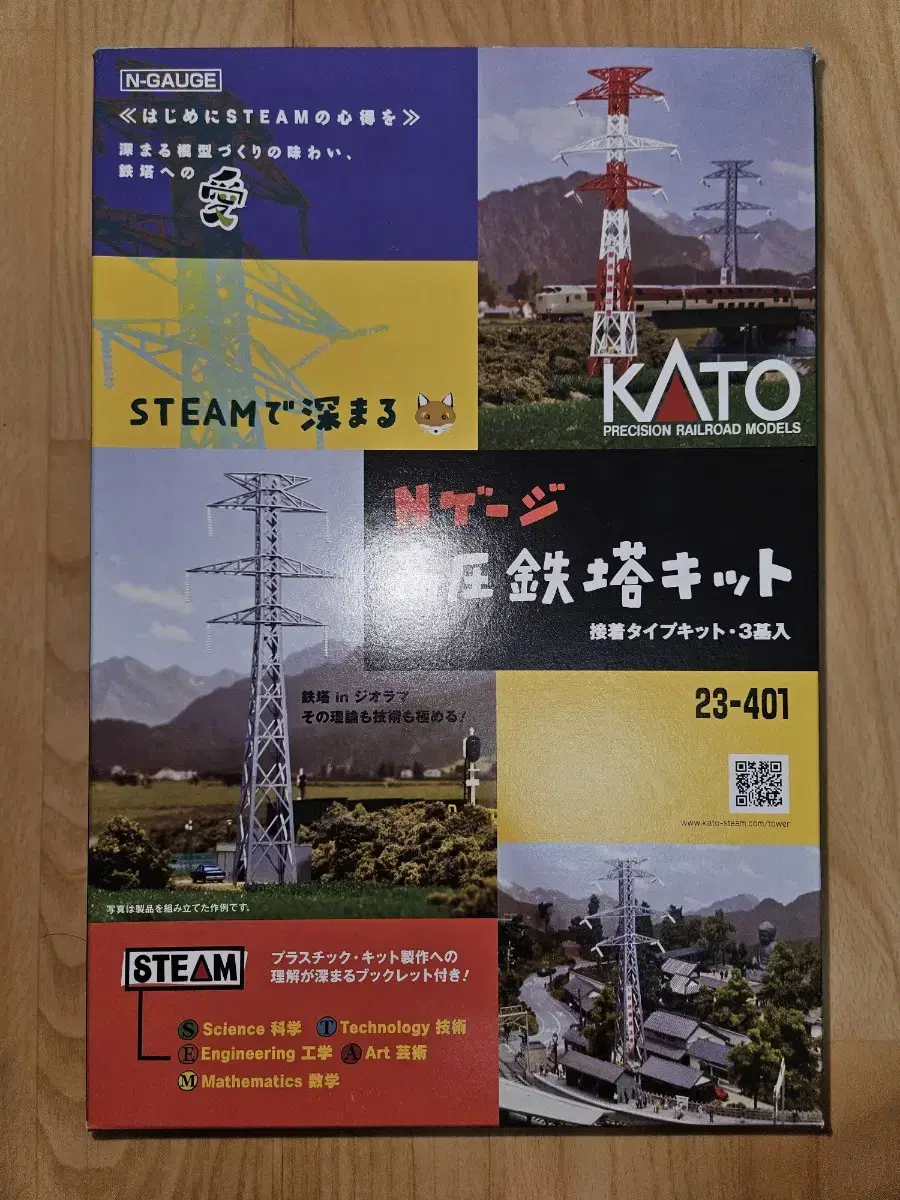 N-GAUGE
≪はじめにSTEAMの心得を≫
深まる模型づくりの味わい、
鉄塔への愛
STEAMで深まる
KATO
PRECISION RAILROAD MODELS
Nゲージ
圧鉄塔キット
接着タイプキット・3基入
鉄塔 in ジオラマ
その理論も技術も極める!
23-401
www.kato-steam.com/tower
写真は製品を組み立てた作例です。
STEAM
プラスチック・キット製作への
理解が深まるブックレット付き!
S Science 科学 T Technology 技術
E Engineering 工学 A Art 芸術
M Mathematics 数学